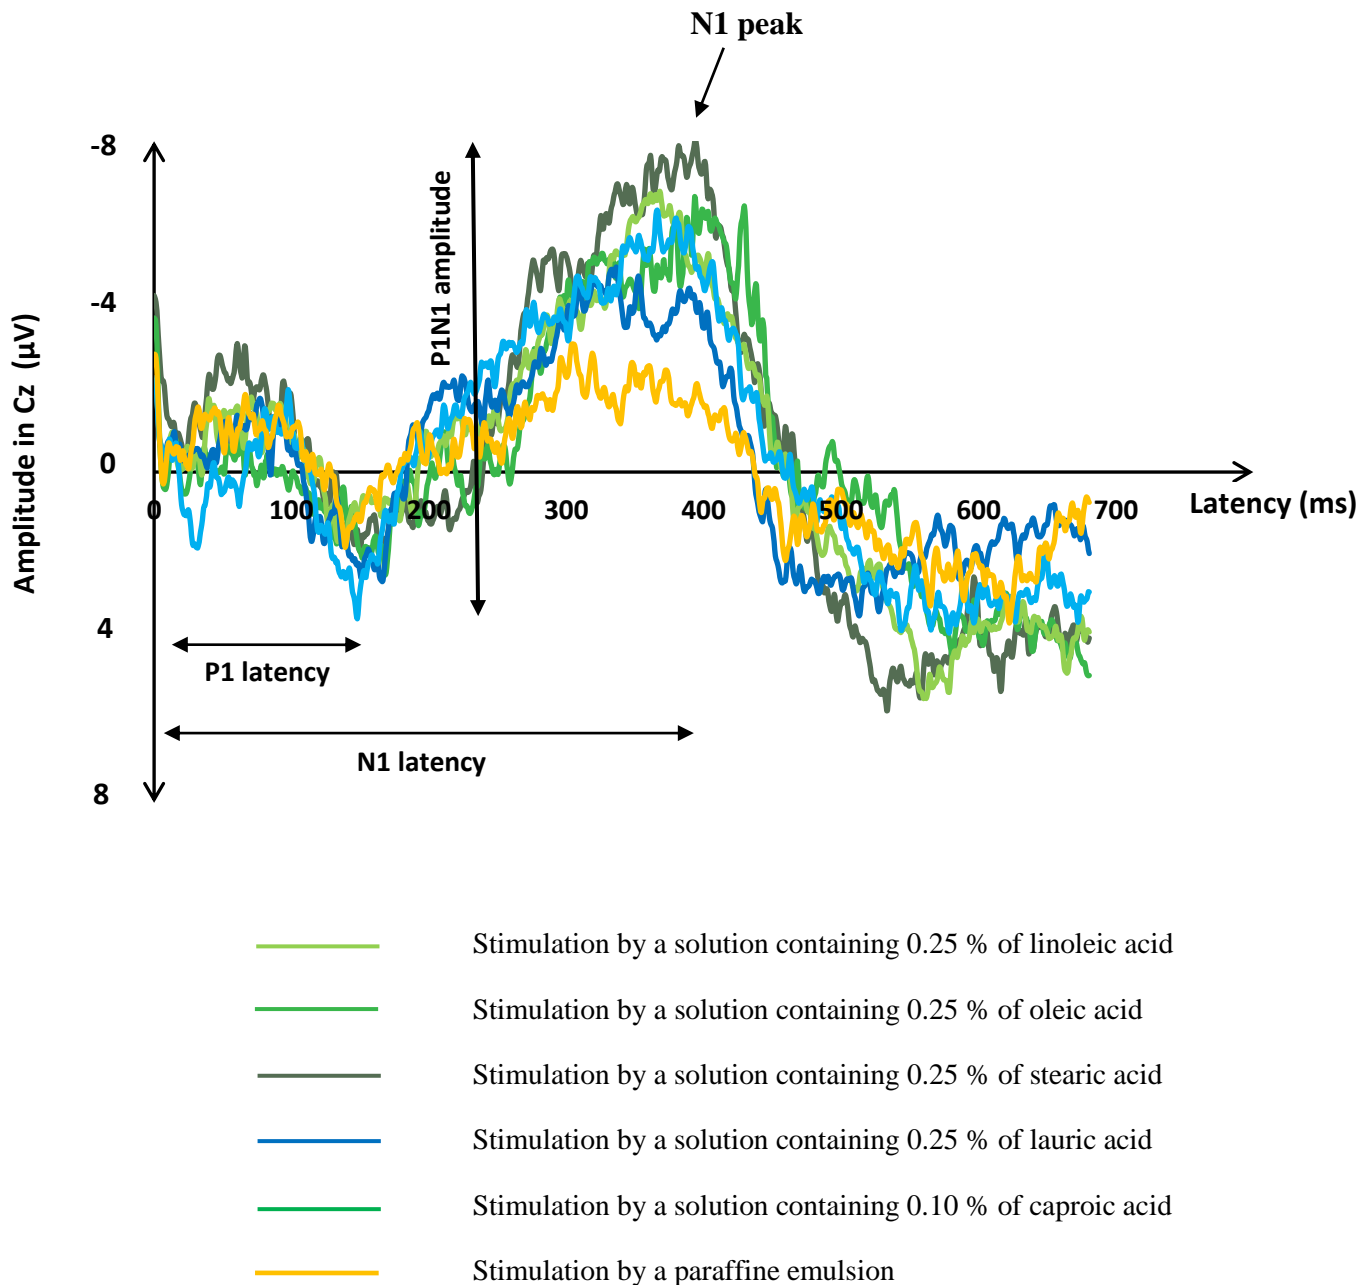 N1 peak
-8
-4
0
4
8
Amplitude in Cz (µV)
P1N1 amplitude
0 100 200 300 400 500 600 700
Latency (ms)
P1 latency
N1 latency
Stimulation by a solution containing 0.25 % of linoleic acid
Stimulation by a solution containing 0.25 % of oleic acid
Stimulation by a solution containing 0.25 % of stearic acid
Stimulation by a solution containing 0.25 % of lauric acid
Stimulation by a solution containing 0.10 % of caproic acid
Stimulation by a paraffine emulsion